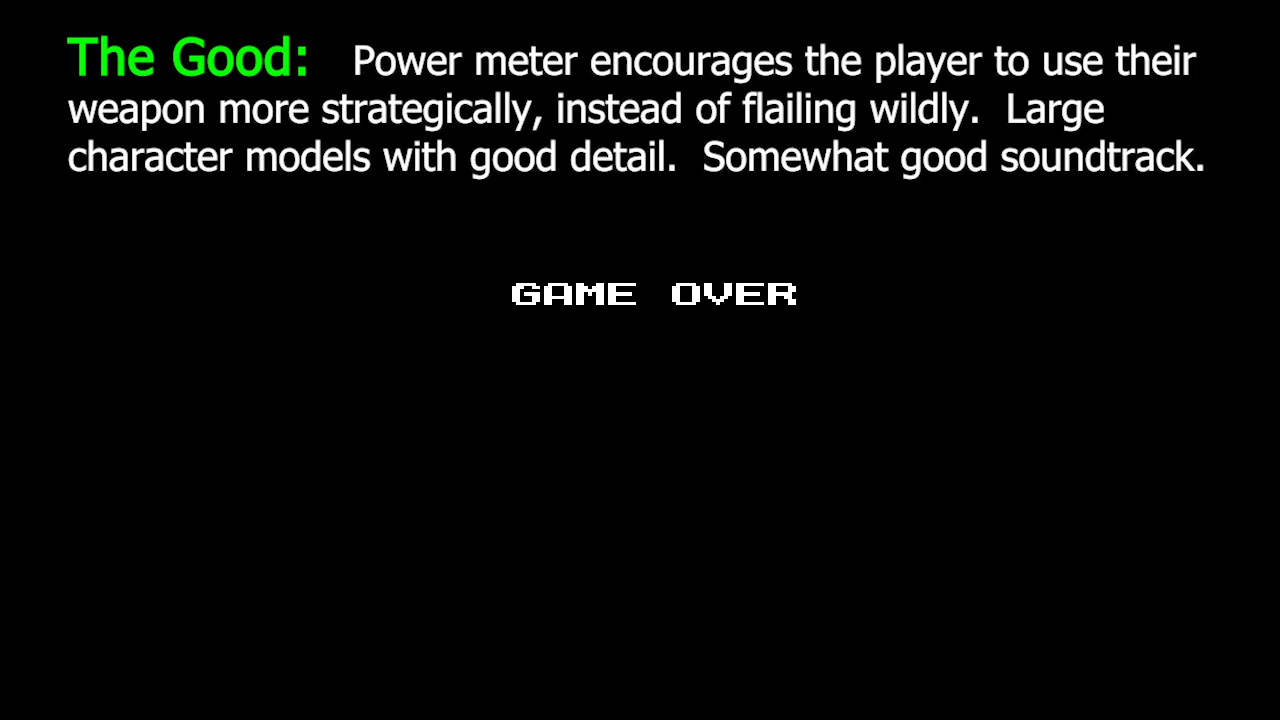 The Good: Power meter encourages the player to use their
weapon more strategically, instead of flailing wildly. Large
character models with good detail. Somewhat good soundtrack.
GAME OVER